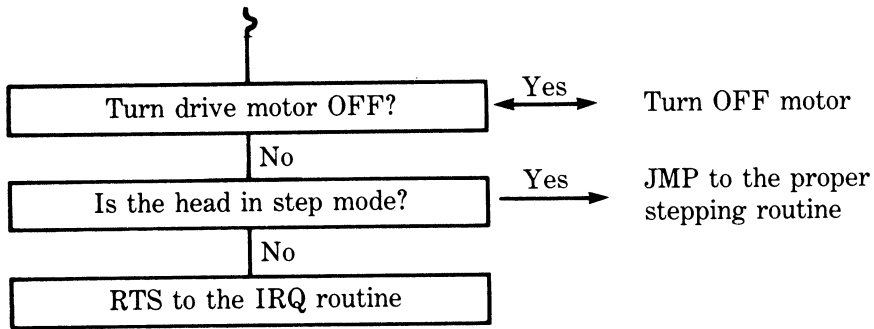 Turn drive motor OFF?
Yes
Turn OFF motor
No
Is the head in step mode?
Yes
JMP to the proper
stepping routine
No
RTS to the IRQ routine